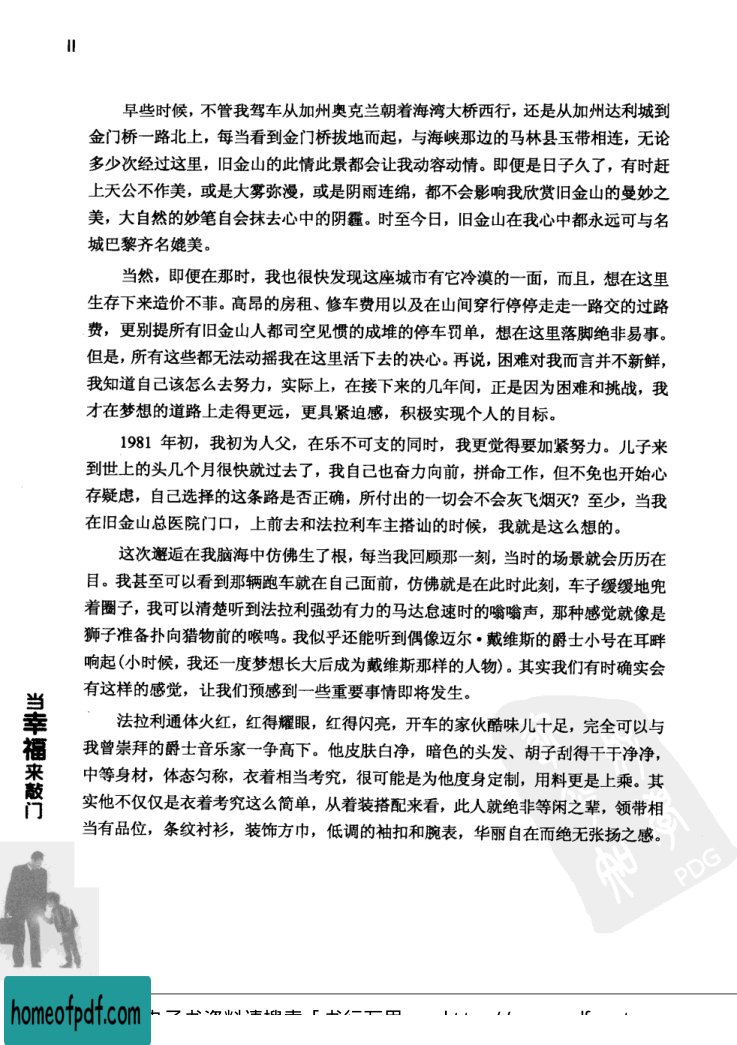 II
早些时候，不管我驾车从加州奥克兰朝着海湾大桥西行，还是从加州达利城到
金门桥一路北上，每当看到金门桥拔地而起，与海峡那边的马林县玉带相连，无论
多少次经过这里，旧金山的此情此景都会让我动容动情。即便是日子久了，有时赶
上天公不作美，或是大雾弥漫，或是阴雨连绵，都不会影响我欣赏旧金山的曼妙之
美，大自然的妙笔自会抹去心中的阴霾。时至今日，旧金山在我心中都永远可与名
城巴黎齐名媲美。
当然，即便在那时，我也很快发现这座城市有它冷漠的一面，而且，想在这里
生存下来造价不菲。高昂的房租、修车费用以及在山间穿行停停走走一路交的过路
费，更别提所有旧金山人都司空见惯的成堆的停车罚单，想在这里落脚绝非易事。
但是，所有这些都无法动摇我在这里活下去的决心。再说，困难对我而言并不新鲜，
我知道自己该怎么去努力，实际上，在接下来的几年间，正是因为困难和挑战，我
才在梦想的道路上走得更远，更具紧迫感，积极实现个人的目标。
1981 年初，我初为人父，在乐不可支的同时，我更觉得要加紧努力。儿子来
到世上的头几个月很快就过去了，我自己也奋力向前，拼命工作，但不免也开始心
存疑虑，自己选择的这条路是否正确，所付出的一切会不会灰飞烟灭？至少，当我
在旧金山总医院门口，上前去和法拉利车主搭讪的时候，我就是这么想的。
这次邂逅在我脑海中仿佛生了根，每当我回顾那一刻，当时的场景就会历历在
目。我甚至可以看到那辆跑车就在自己面前，仿佛就是在此时此刻，车子缓缓地兜
着圈子，我可以清楚听到法拉利强劲有力的马达怠速时的嗡嗡声，那种感觉就像是
狮子准备扑向猎物前的喉鸣。我似乎还能听到偶像迈尔·戴维斯的爵士小号在耳畔
响起(小时候，我还一度梦想长大后成为戴维斯那样的人物)。其实我们有时确实会
有这样的感觉，让我们预感到一些重要事情即将发生。
法拉利通体火红，红得耀眼，红得闪亮，开车的家伙酷味儿十足，完全可以与
我曾崇拜的爵士音乐家一争高下。他皮肤白净，暗色的头发、胡子刮得干干净净，
中等身材，体态匀称，衣着相当考究，很可能是为他度身定制，用料更是上乘。其
实他不仅仅是衣着考究这么简单，从着装搭配来看，此人就绝非等闲之辈，领带相
当有品位，条纹衬衫，装饰方巾，低调的袖扣和腕表，华丽自在而绝无张扬之感。
当幸福来敲门
PDG
homeofpdf.com